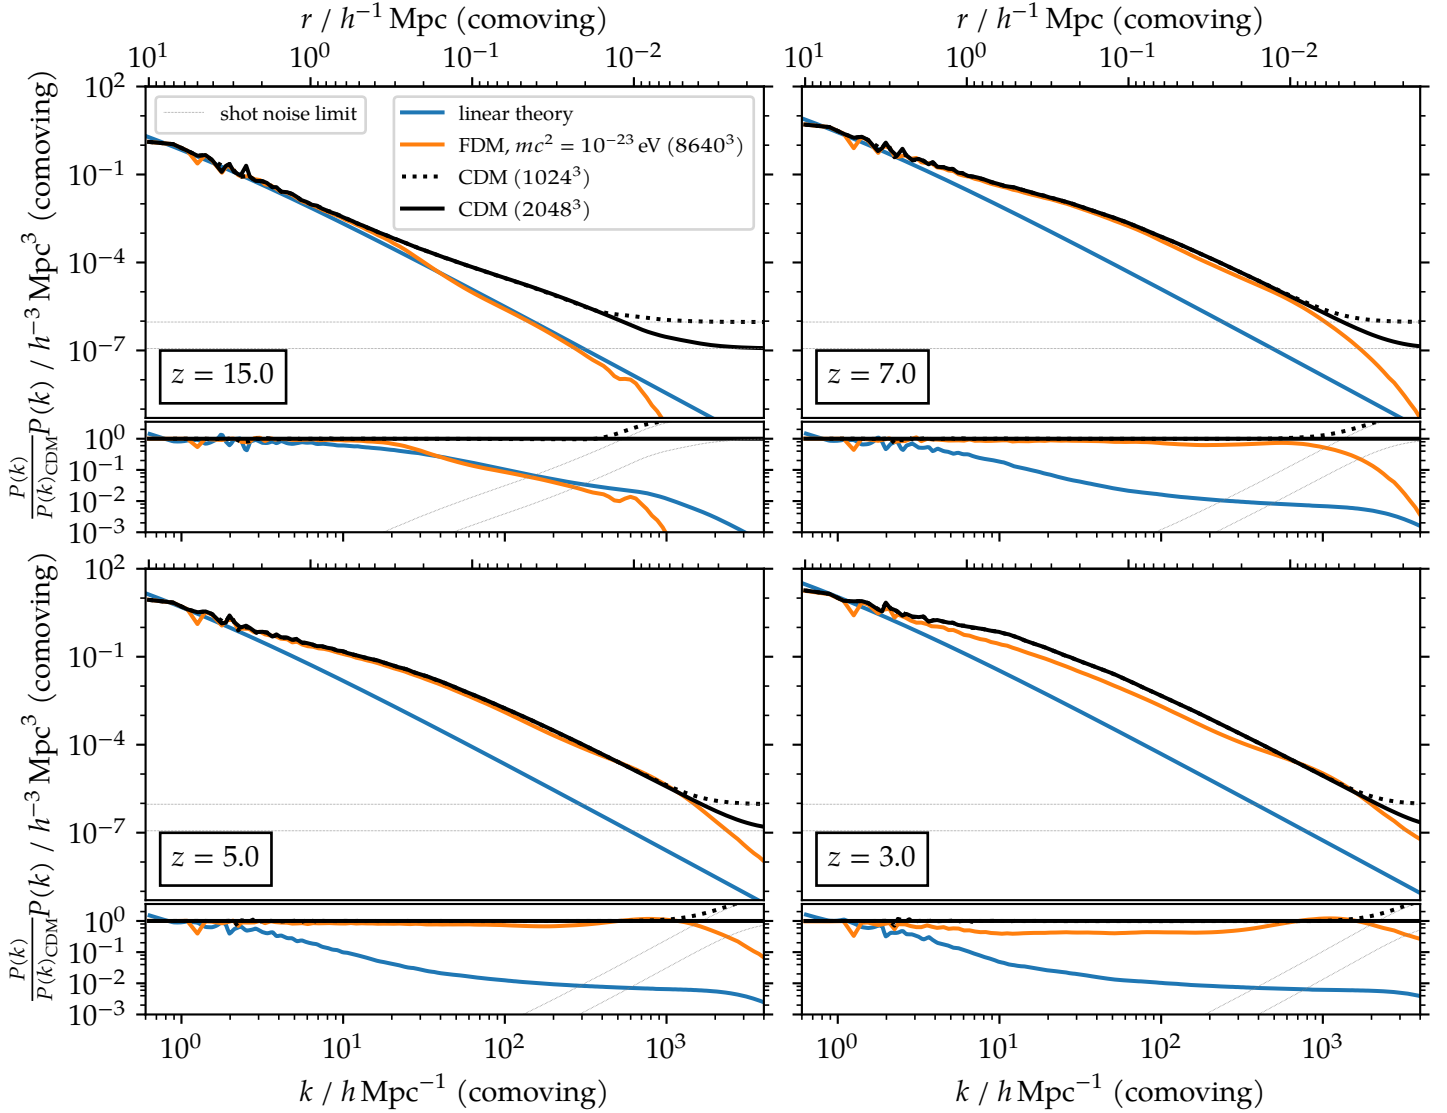 r / h⁻¹ Mpc (comoving)
r / h⁻¹ Mpc (comoving)
10¹ 10⁰ 10⁻¹ 10⁻²
10¹ 10⁰ 10⁻¹ 10⁻²
P(k) / h⁻³ Mpc³ (comoving)
10²
10⁻¹
10⁻⁴
10⁻⁷
shot noise limit
linear theory
FDM, mc² = 10⁻²³ eV (8640³)
CDM (1024³)
CDM (2048³)
z = 15.0
z = 7.0
P(k)
P(k)CDM
10⁰
10⁻¹
10⁻²
10⁻³
P(k) / h⁻³ Mpc³ (comoving)
10²
10⁻¹
10⁻⁴
10⁻⁷
z = 5.0
z = 3.0
P(k)
P(k)CDM
10⁰
10⁻¹
10⁻²
10⁻³
10⁰ 10¹ 10² 10³
10⁰ 10¹ 10² 10³
k / h Mpc⁻¹ (comoving)
k / h Mpc⁻¹ (comoving)